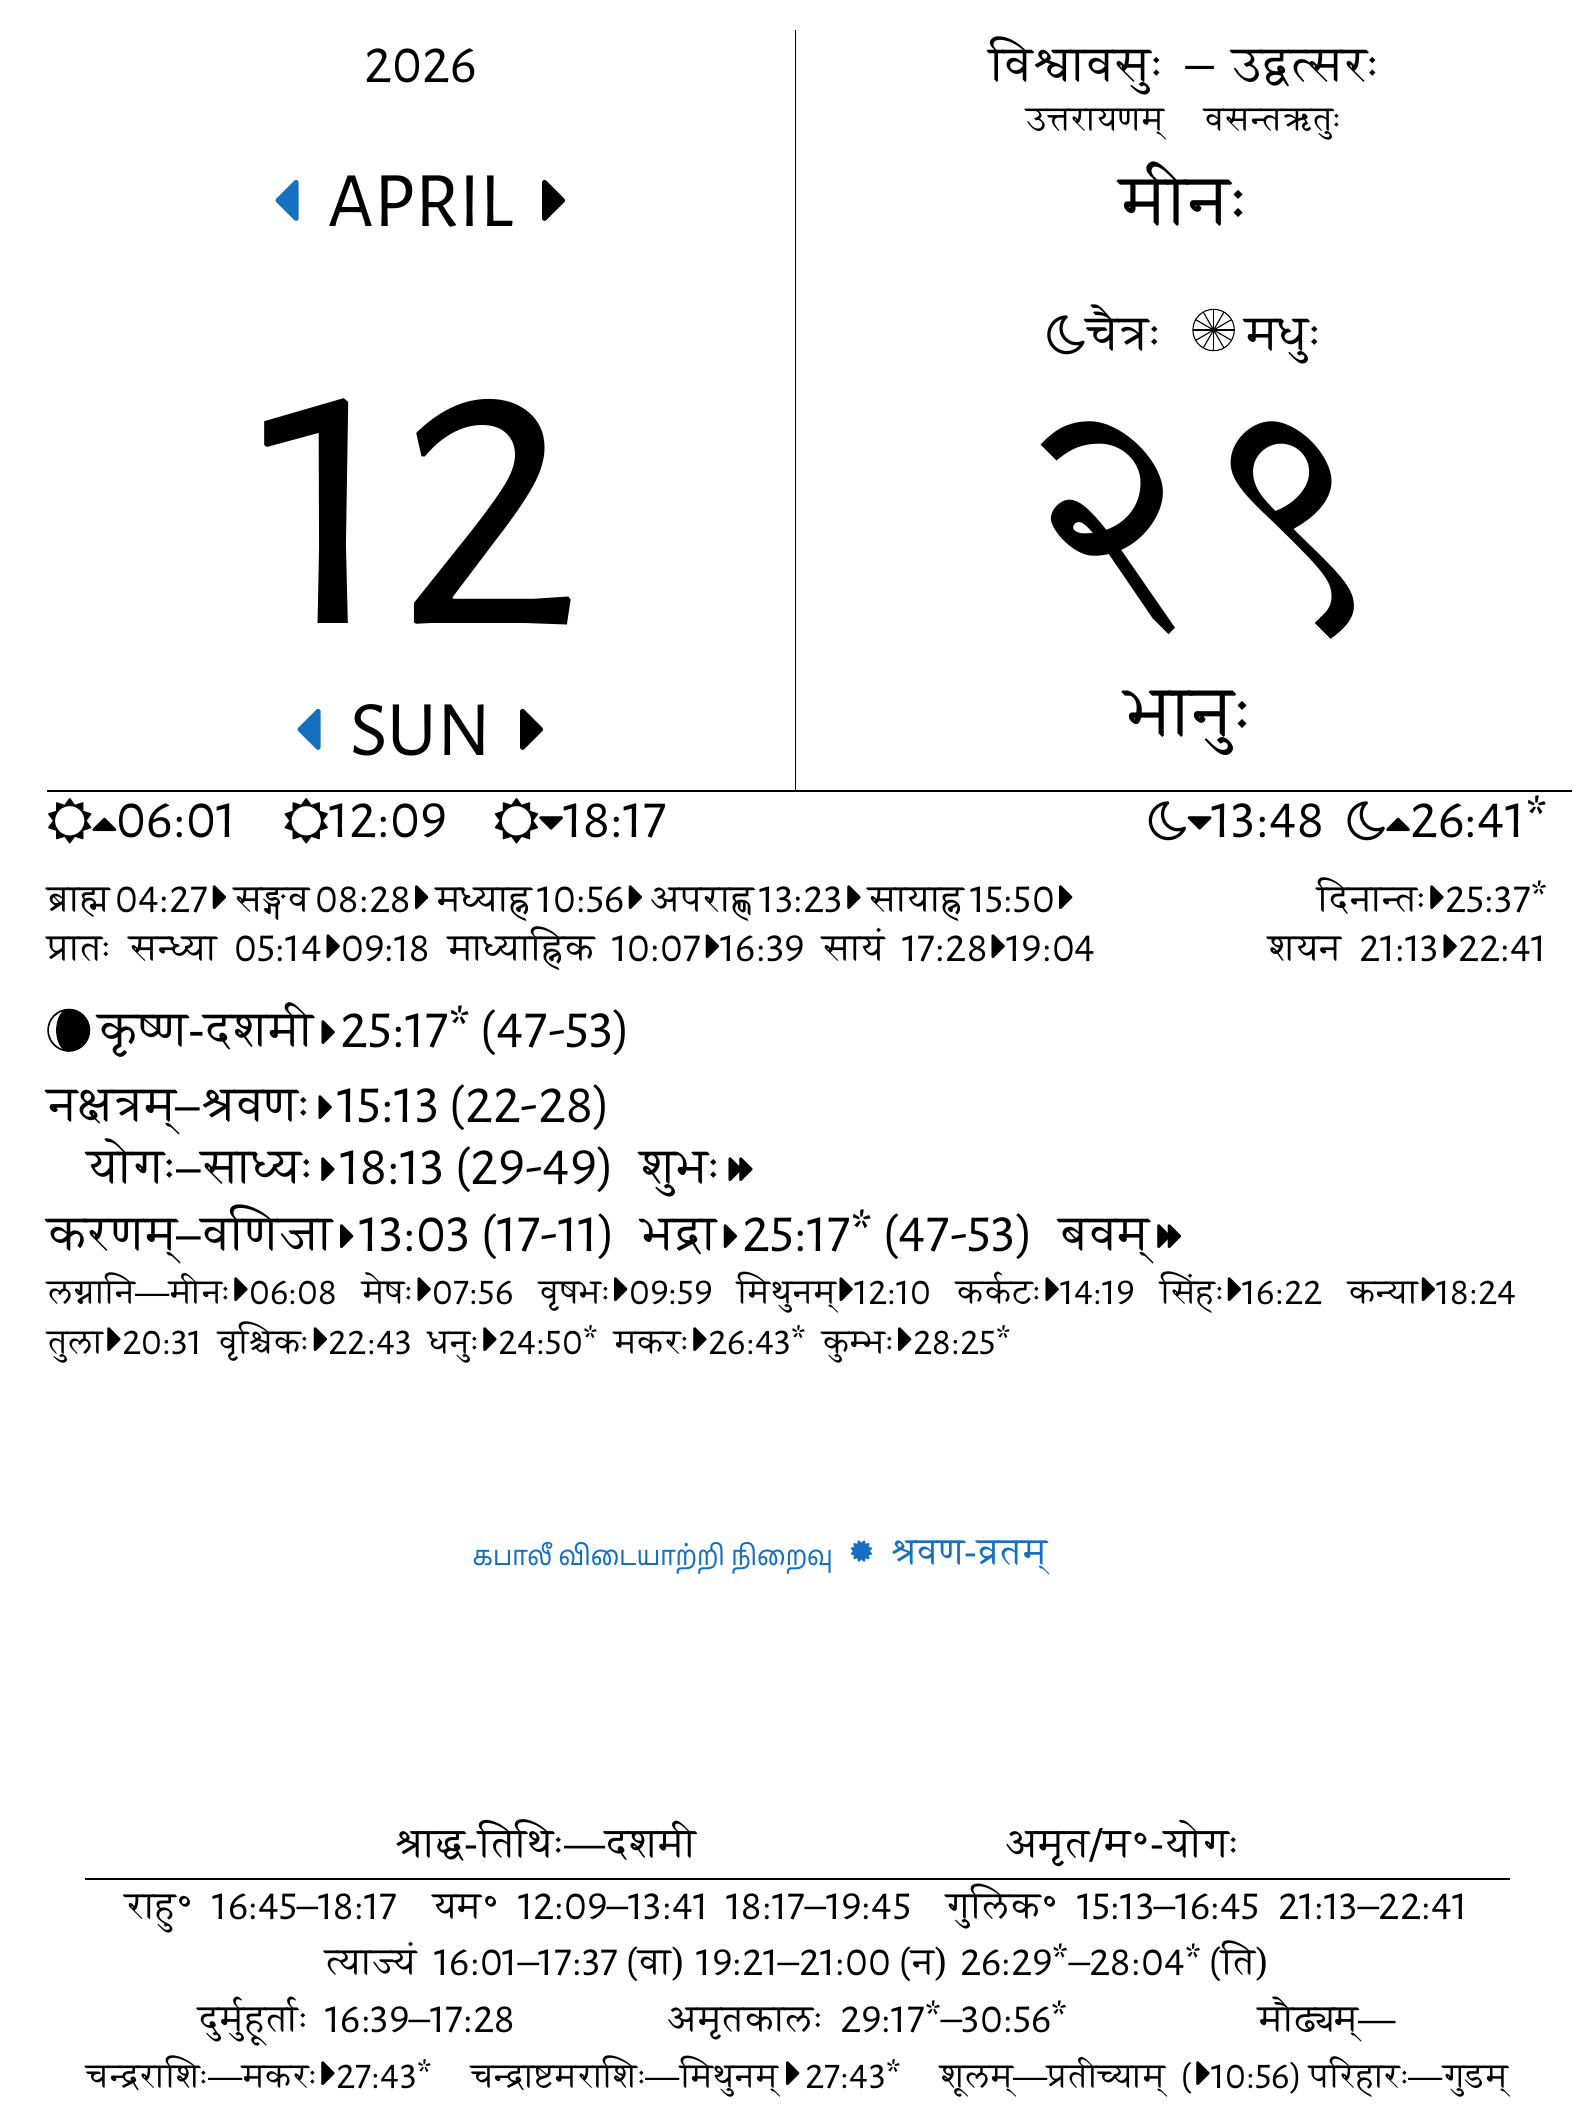 2026
APRIL
12
SUN
विश्वावसुः – उद्वत्सरः
उत्तरायणम् वसन्तऋतुः
मीनः
चैत्रः मधुः
२९
भानुः
06:01 12:09 18:17 13:48 26:41*
ब्राह्म 04:27 सङ्गव 08:28 मध्याह्न 10:56 अपराह्ण 13:23 सायाह्न 15:50 दिनान्तः 25:37*
प्रातः सन्ध्या 05:14 09:18 माध्याह्निक 10:07 16:39 सायं 17:28 19:04 शयन 21:13 22:41
कृष्ण-दशमी 25:17* (47-53)
नक्षत्रम्–श्रवणः 15:13 (22-28)
योगः–साध्यः 18:13 (29-49) शुभः
करणम्–वणिजा 13:03 (17-11) भद्रा 25:17* (47-53) बवम्
लग्नानि—मीनः 06:08 मेषः 07:56 वृषभः 09:59 मिथुनम् 12:10 कर्कटः 14:19 सिंहः 16:22 कन्या 18:24
तुला 20:31 वृश्चिकः 22:43 धनुः 24:50* मकरः 26:43* कुम्भः 28:25*
கபாலீ விடையாற்றி நிறைவு श्रवण-व्रतम्
श्राद्ध-तिथिः—दशमी अमृत/म॰-योगः
राहु॰ 16:45–18:17 यम॰ 12:09–13:41 18:17–19:45 गुलिक॰ 15:13–16:45 21:13–22:41
त्याज्यं 16:01–17:37 (वा) 19:21–21:00 (न) 26:29*–28:04* (ति)
दुर्मुहूर्ताः 16:39–17:28 अमृतकालः 29:17*–30:56* मौढ्यम्—
चन्द्रराशिः—मकरः 27:43* चन्द्राष्टमराशिः—मिथुनम् 27:43* शूलम्—प्रतीच्याम् (10:56) परिहारः—गुडम्